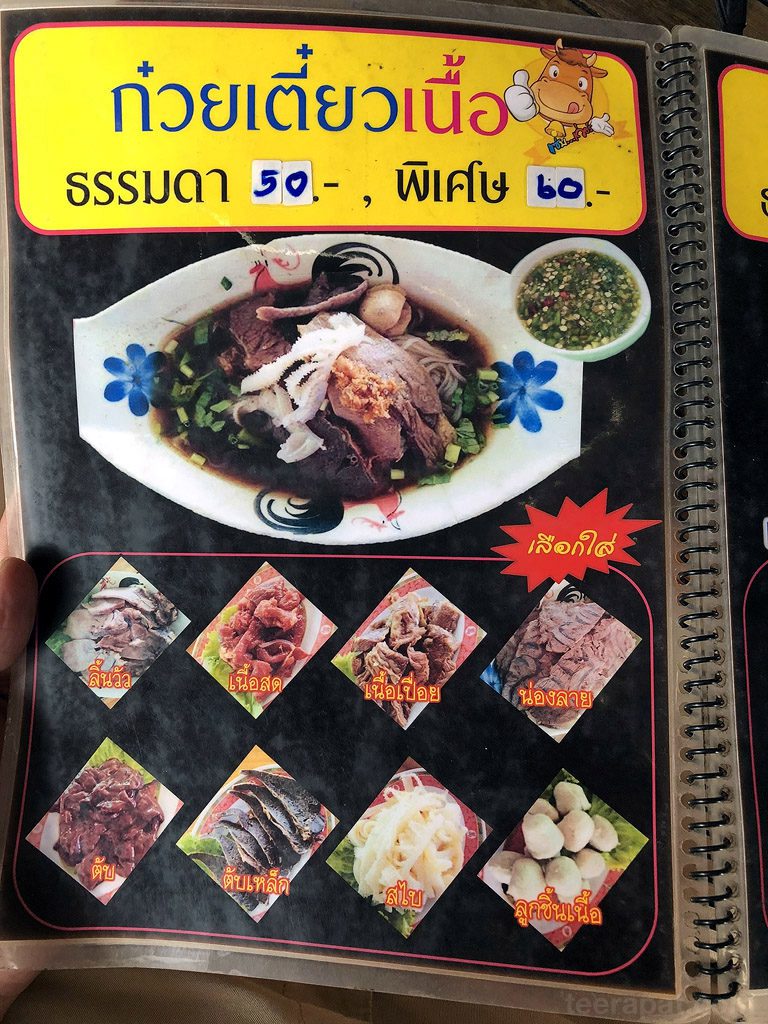 ก๋วยเตี๋ยวเนื้อ
ธรรมดา 50.- , พิเศษ 60.-
เลือกใส่
ลิ้นวัว
เนื้อสด
เนื้อเปื่อย
น่องลาย
ตับ
ตับเหล็ก
สไบ
ลูกชิ้นเนื้อ